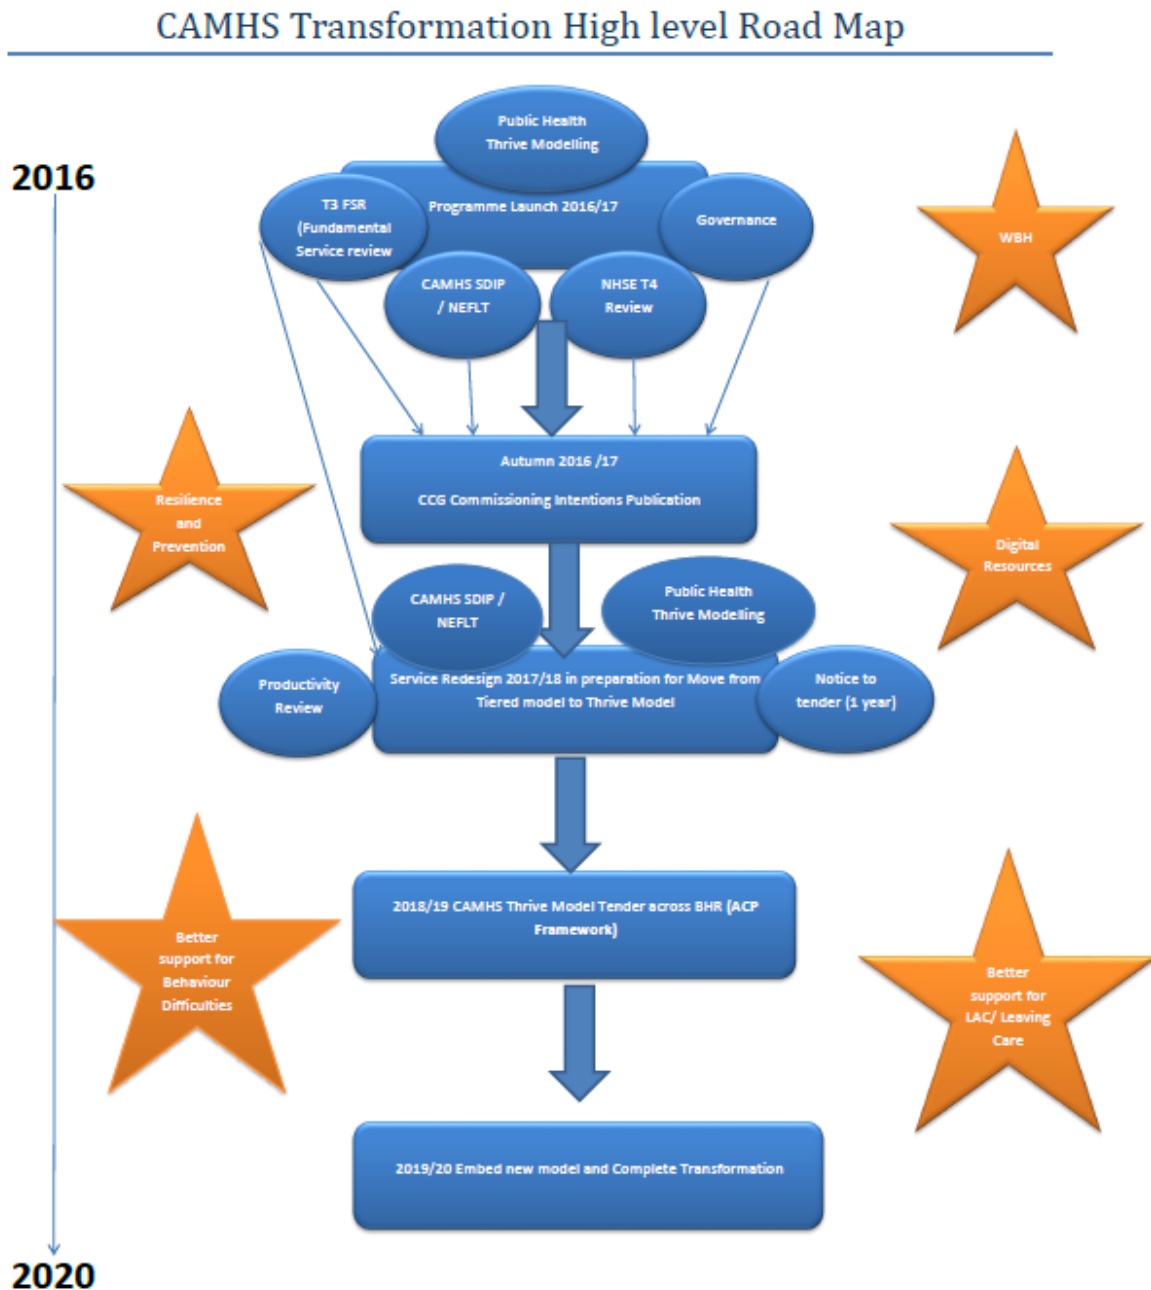 CAMHS Transformation High level Road Map
2016
Public Health
Thrive Modelling
Programme Launch 2016/17
T3 FSR
(Fundamental
Service review
Governance
CAMHS SDIP
/ NEFLT
NHSE T4
Review
WBH
Autumn 2016 /17
CCG Commissioning Intentions Publication
Resilience
and
Prevention
Digital
Resources
CAMHS SDIP /
NEFLT
Public Health
Thrive Modelling
Productivity
Review
Service Redesign 2017/18 in preparation for Move from
Tiered model to Thrive Model
Notice to
tender (1 year)
2018/19 CAMHS Thrive Model Tender across BHR (ACP
Framework)
Better
support for
Behaviour
Difficulties
Better
support for
LAC/ Leaving
Care
2019/20 Embed new model and Complete Transformation
2020